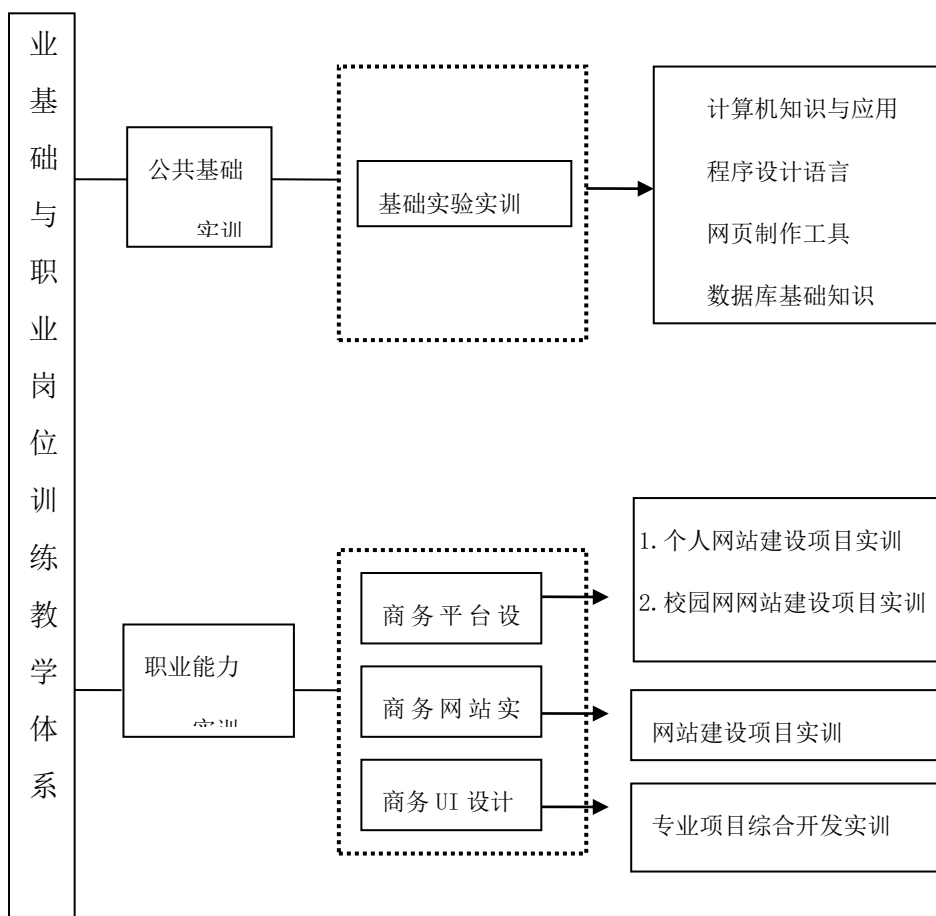 业基础与职业岗位训练教学体系
公共基础
实训
基础实验实训
计算机知识与应用
程序设计语言
网页制作工具
数据库基础知识
职业能力
实训
商务平台设
商务网站实
商务 UI 设计
1.个人网站建设项目实训
2.校园网网站建设项目实训
网站建设项目实训
专业项目综合开发实训